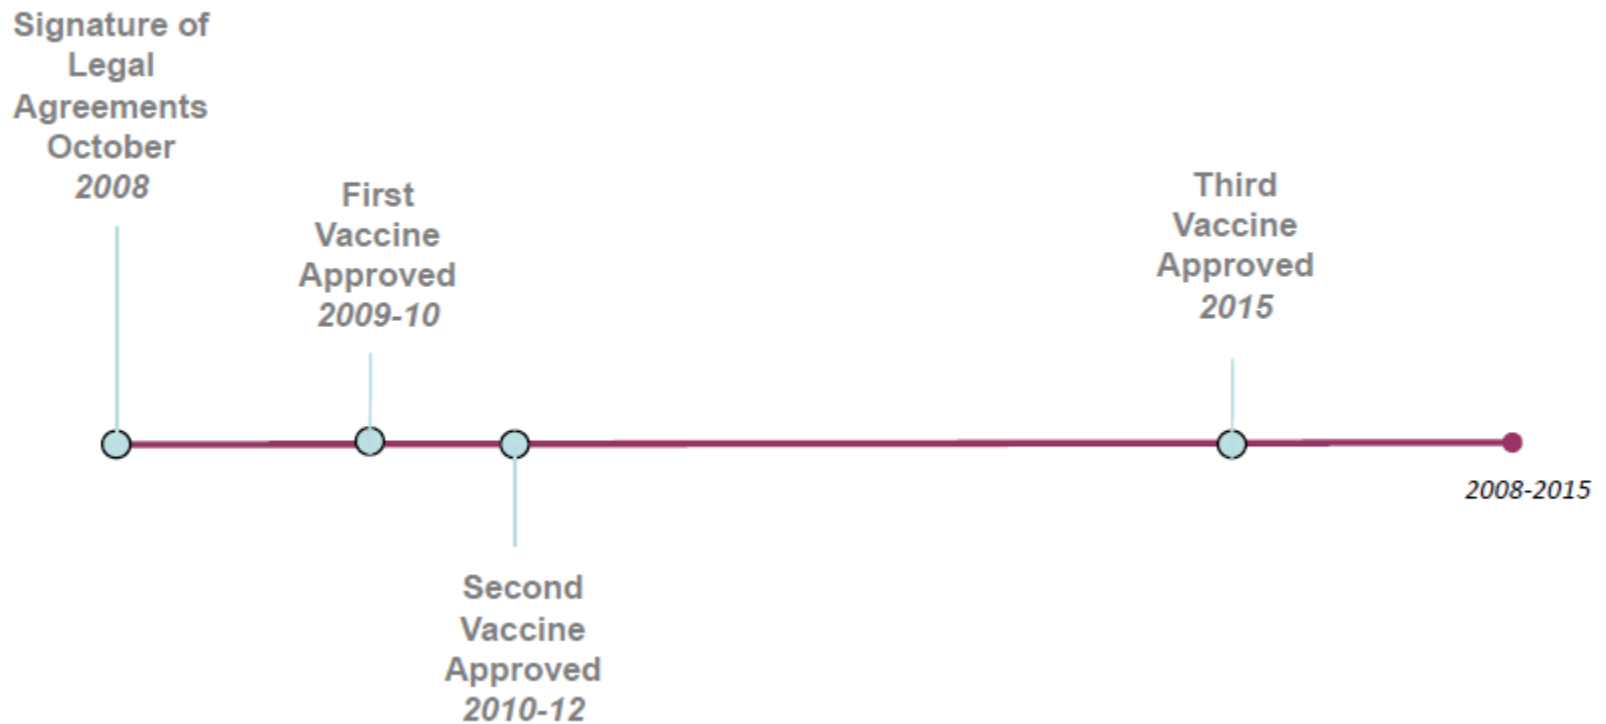 Signature of
Legal
Agreements
October
2008
First
Vaccine
Approved
2009-10
Second
Vaccine
Approved
2010-12
Third
Vaccine
Approved
2015
2008-2015